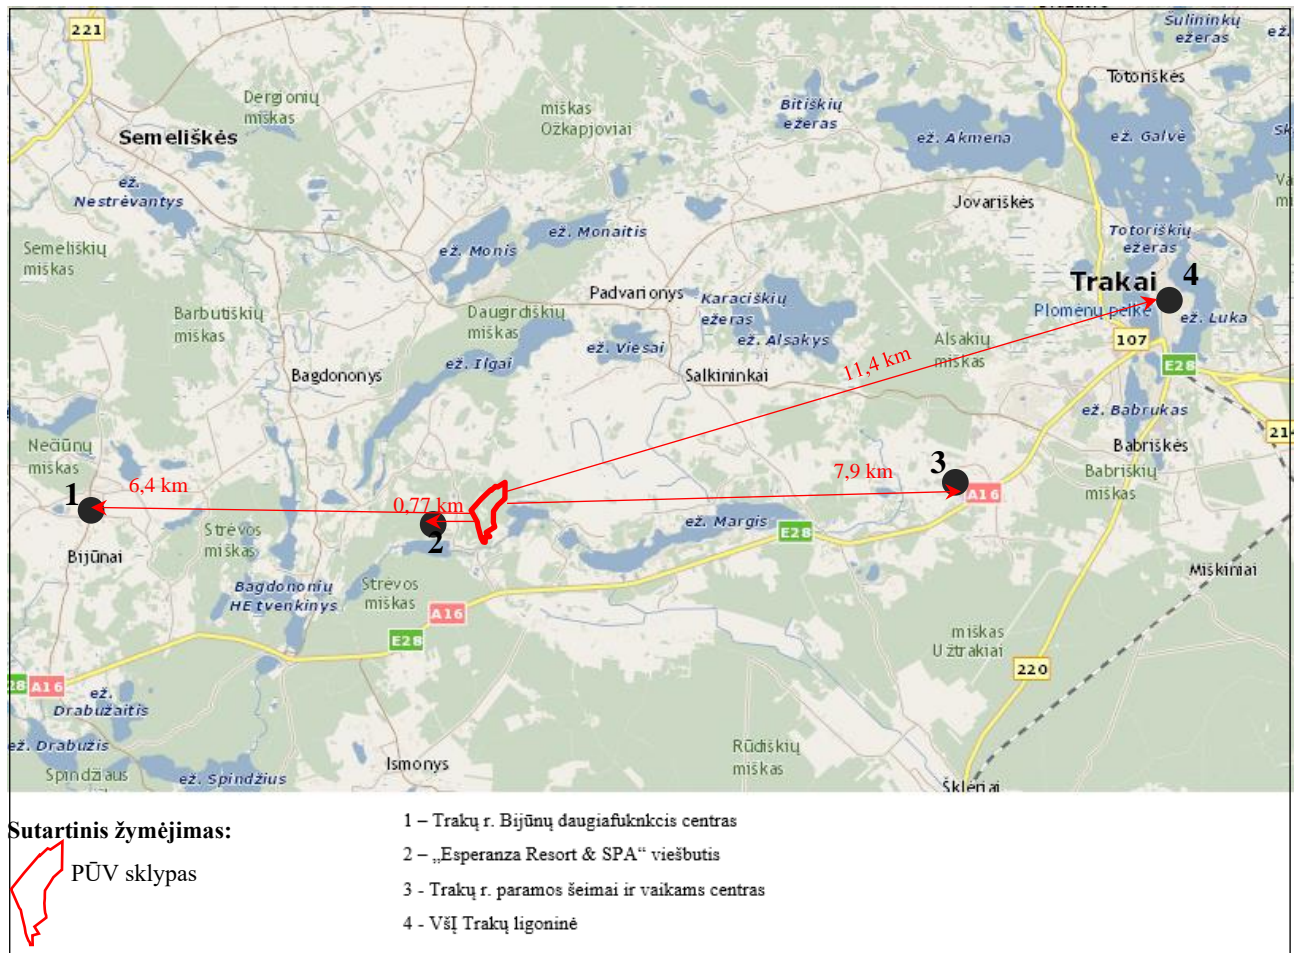 221
Sulininkų
ežeras
ež.
Totoriškės
Dergionių
miškas
miškas
Ožkapjoviai
Bitiškių
ežeras
ež. Akmena
ež. Galvė
Semeliškės
ež.
Nestrėvantys
Jovariškės
ež. Monaitis
ež. Monis
Totoriškių
ežeras
Semeliškių
miškas
Trakai
4
Padvarionys
Karaciškių
ežeras
Plomėnų pelkė
ež. Luka
Barbutiškių
miškas
Daugirdiškių
miškas
ež. Viesai
ež. Alsakys
Alsakių
miškas
107
ež. Ilgai
11,4 km
E28
Bagdononys
Salkininkai
ež. Babrukas
214
Nečiūnų
miškas
Babriškės
1
6,4 km
0,77 km
7,9 km
3
Babriškių
miškas
A16
2
Strėvos
miškas
ež. Margis
E28
Bijūnai
Miškiniai
Bagdononių
HE tvenkinys
Strėvos
miškas
A16
E28
miškas
Užtrakiai
220
28
A16
ež.
Drabužaitis
ež. Drabužis
Spindžiaus
ež. Spindžius
Ismonys
Rūdiškių
miškas
Šklėriai
Sutartinis žymėjimas:
PŪV sklypas
1 – Trakų r. Bijūnų daugiafuknkcis centras
2 – „Esperanza Resort & SPA“ viešbutis
3 - Trakų r. paramos šeimai ir vaikams centras
4 - VšĮ Trakų ligoninė